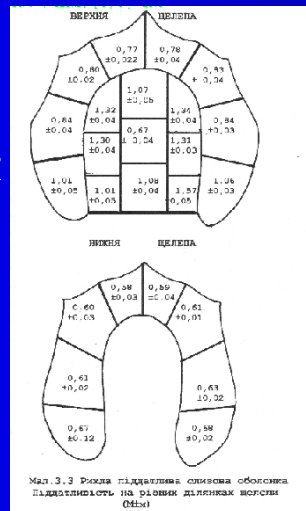 ВЕРХНЯ ЩЕЛЕПА
0,77 0,78
±0,022 ±0,04
0,80 0,83
±0.02 ± 0,04
1,07
±0,05
1,32 1,34
±0,04 ±0,04
0,84 0,84
±0,04 ±0,03
0,67
± 0,04
1,30 1,31
±0,04 ±0.03
1,01 1,01 1,08 1,57 1,06
±0,05 ±0,05 ±0,04 ±0,05 ±0,03
НИЖНЯ ЩЕЛЕПА
0,58 0,59
±0,03 ±0,04
0,60 0,61
±0,03 ±0,01
0,61 0,63
±0,02 ±0,02
0,67 0,68
±0.12 ±0,02
Мал.3.3 Рихла піддатлива слизова оболонка
Піддатливість на різних ділянках щелепи
(М±м)